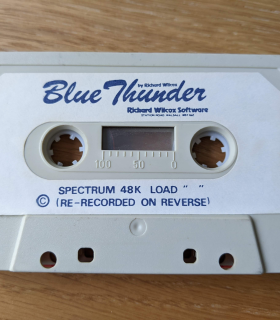 Blue Thunder
by Richard Wilcox
Richard Wilcox Software
100 50 0
SPECTRUM 48K LOAD " "
© (RE-RECORDED ON REVERSE)